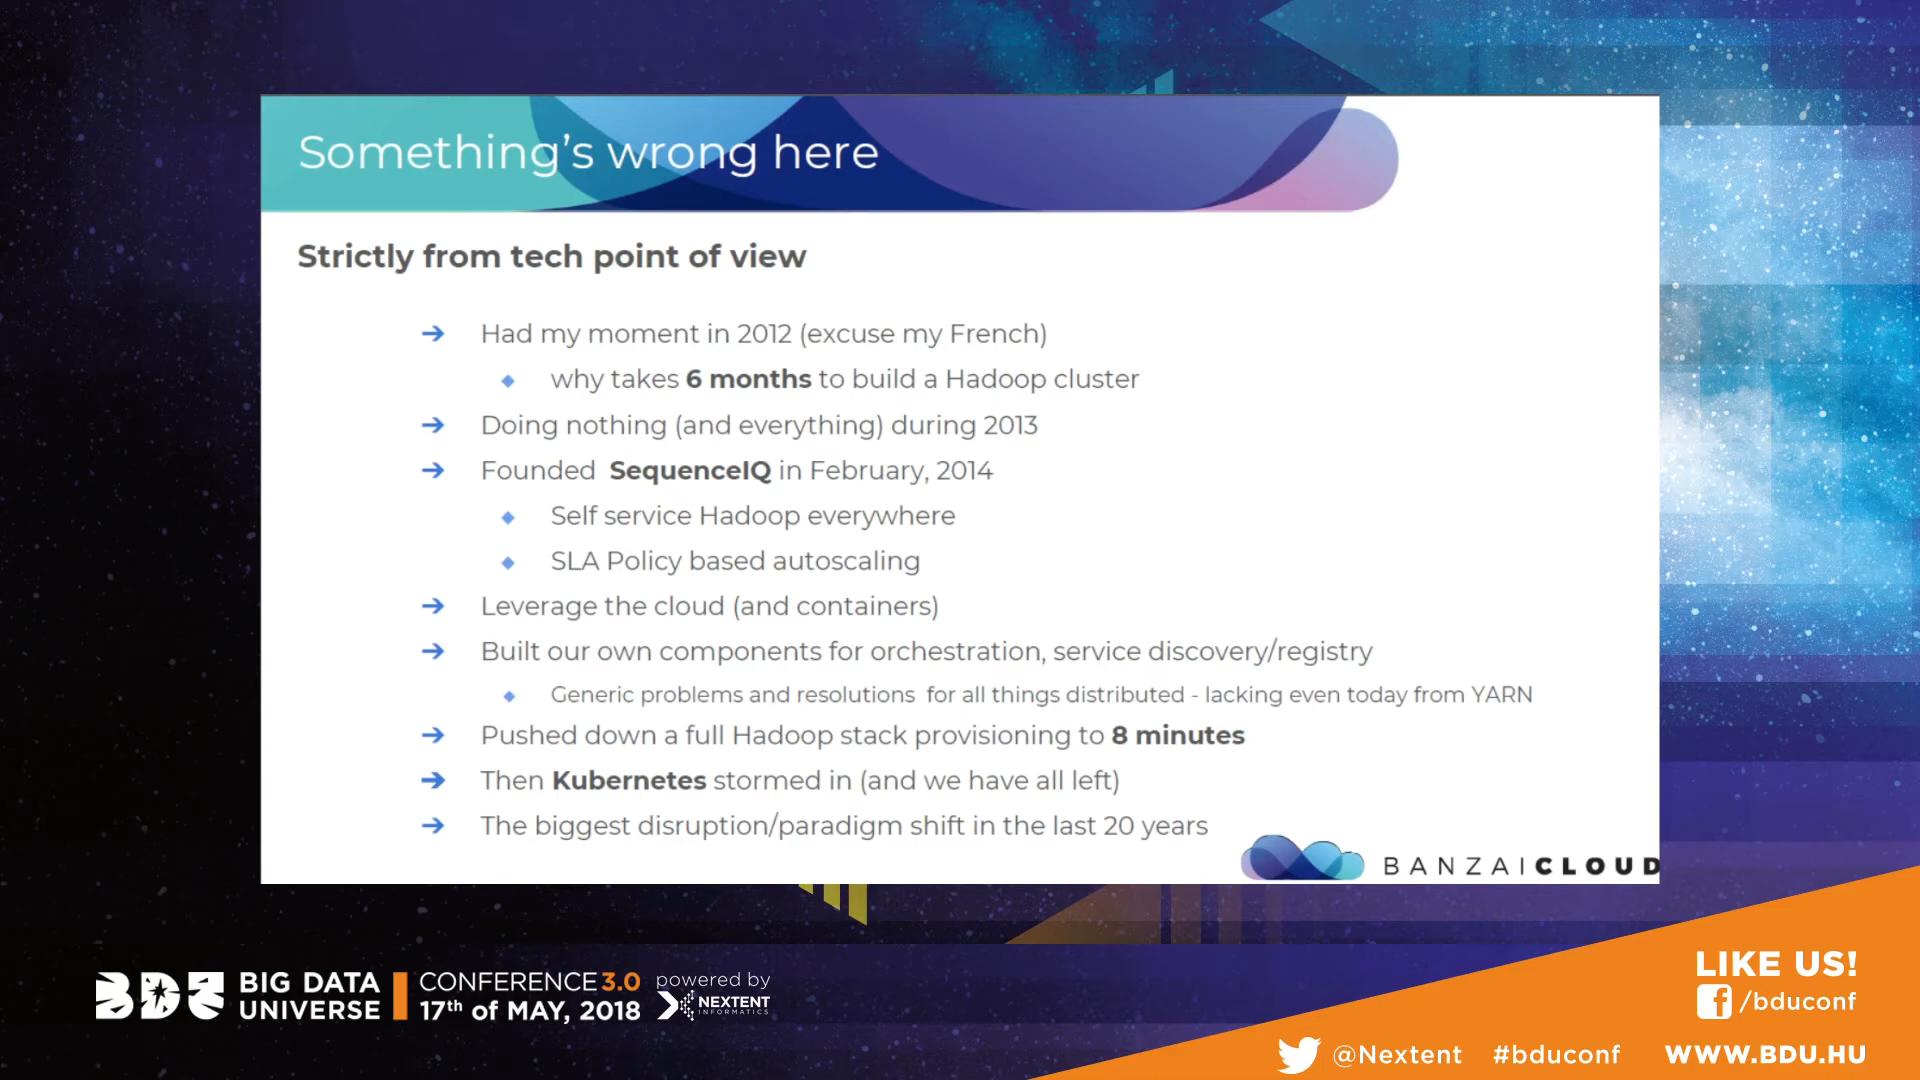 Something's wrong here
Strictly from tech point of view
Had my moment in 2012 (excuse my French)
why takes 6 months to build a Hadoop cluster
Doing nothing (and everything) during 2013
Founded SequenceIQ in February, 2014
Self service Hadoop everywhere
SLA Policy based autoscaling
Leverage the cloud (and containers)
Built our own components for orchestration, service discovery/registry
Generic problems and resolutions for all things distributed - lacking even today from YARN
Pushed down a full Hadoop stack provisioning to 8 minutes
Then Kubernetes stormed in (and we have all left)
The biggest disruption/paradigm shift in the last 20 years
BANZAICLOUD
BDU
BIG DATA
UNIVERSE
CONFERENCE 3.0
17th of MAY, 2018
powered by
NEXTENT
INFORMATICS
LIKE US!
/bduconf
@Nextent #bduconf WWW.BDU.HU